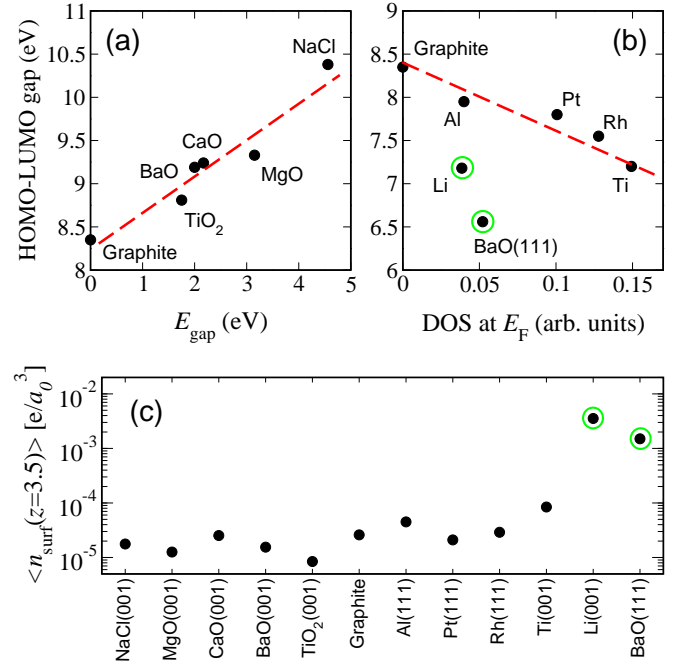 (a)
HOMO-LUMO gap (eV)
11
10.5
10
9.5
9
8.5
8
NaCl
CaO
BaO
MgO
TiO₂
Graphite
0 1 2 3 4 5
E_gap (eV)
(b)
9
8.5
8
7.5
7
6.5
6
Graphite
Pt
Al
Rh
Li
Ti
BaO(111)
0 0.05 0.10 0.15
DOS at E_F (arb. units)
(c)
<n_surf(z=3.5)> [e/a₀³]
10⁻²
10⁻³
10⁻⁴
10⁻⁵
NaCl(001)
MgO(001)
CaO(001)
BaO(001)
TiO₂(001)
Graphite
Al(111)
Pt(111)
Rh(111)
Ti(001)
Li(001)
BaO(111)